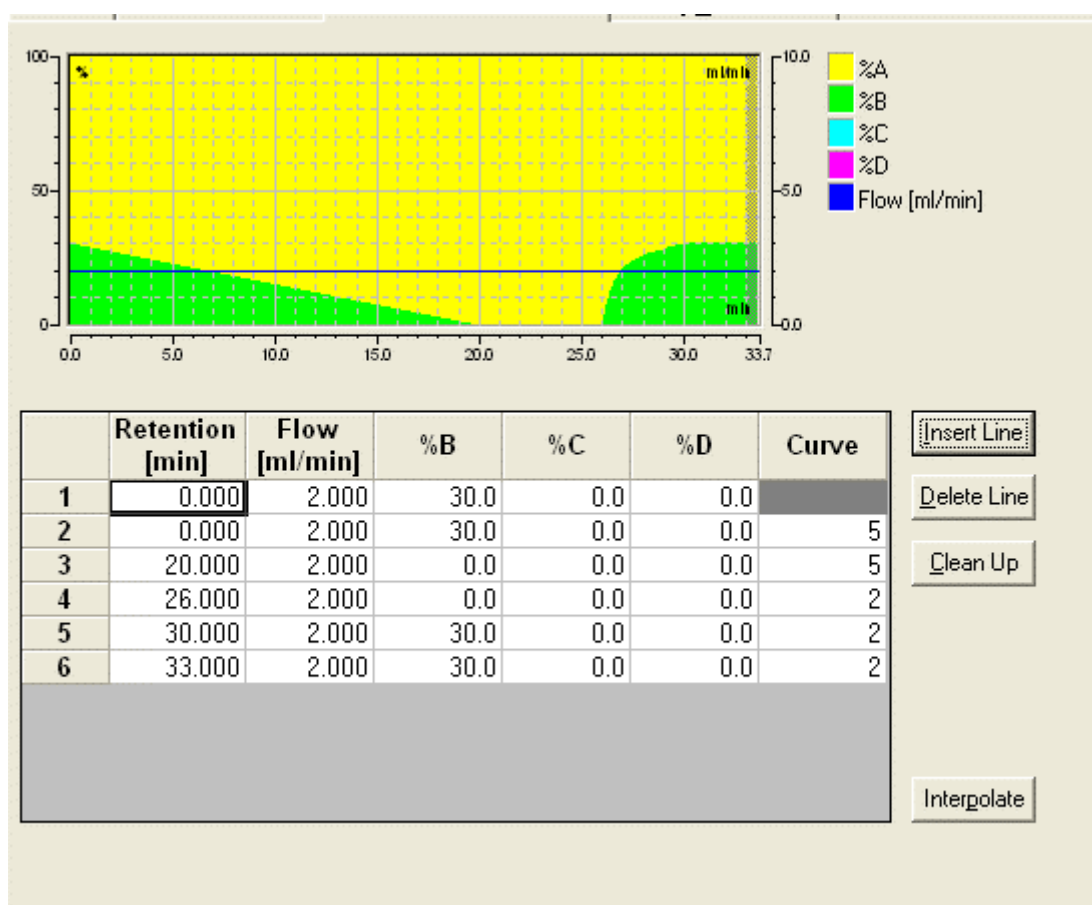 100
%
ml/min
10.0
%A
%B
%C
%D
50
5.0
Flow [ml/min]
min
0
0.0
0.0 5.0 10.0 15.0 20.0 25.0 30.0 33.7
Retention [min] Flow [ml/min] %B %C %D Curve
Insert Line
1 0.000 2.000 30.0 0.0 0.0
Delete Line
2 0.000 2.000 30.0 0.0 0.0 5
3 20.000 2.000 0.0 0.0 0.0 5
Clean Up
4 26.000 2.000 0.0 0.0 0.0 2
5 30.000 2.000 30.0 0.0 0.0 2
6 33.000 2.000 30.0 0.0 0.0 2
Interpolate